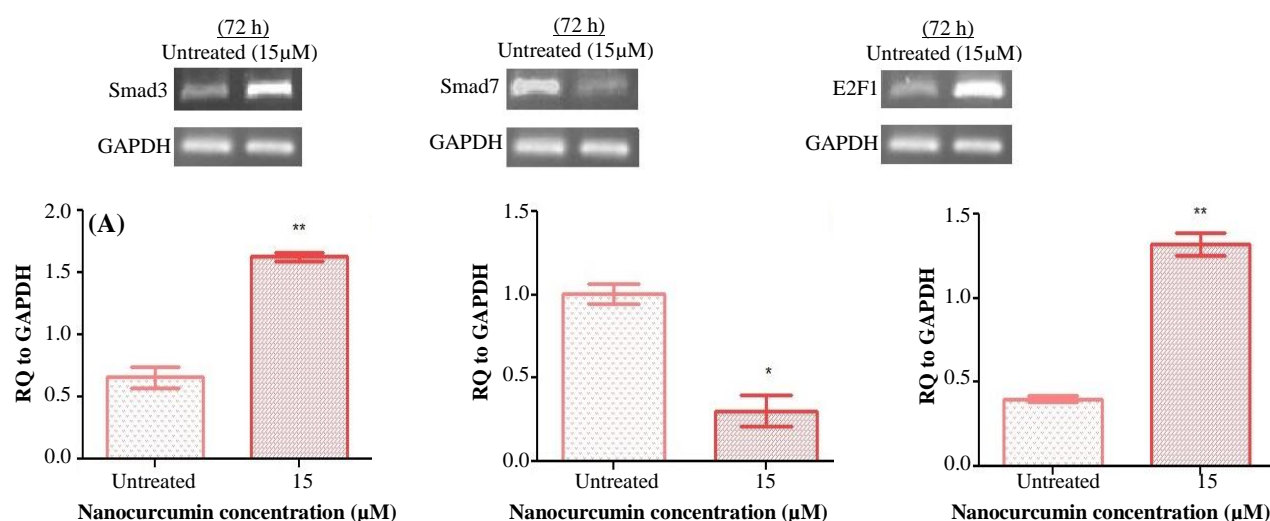 (72 h)
Untreated (15µM)
Smad3
GAPDH
(72 h)
Untreated (15µM)
Smad7
GAPDH
(72 h)
Untreated (15µM)
E2F1
GAPDH
(A)
RQ to GAPDH
2.0
1.5
1.0
0.5
0.0
**
Untreated 15
Nanocurcumin concentration (µM)
RQ to GAPDH
1.5
1.0
0.5
0.0
*
Untreated 15
Nanocurcumin concentration (µM)
RQ to GAPDH
1.5
1.0
0.5
0.0
**
Untreated 15
Nanocurcumin concentration (µM)